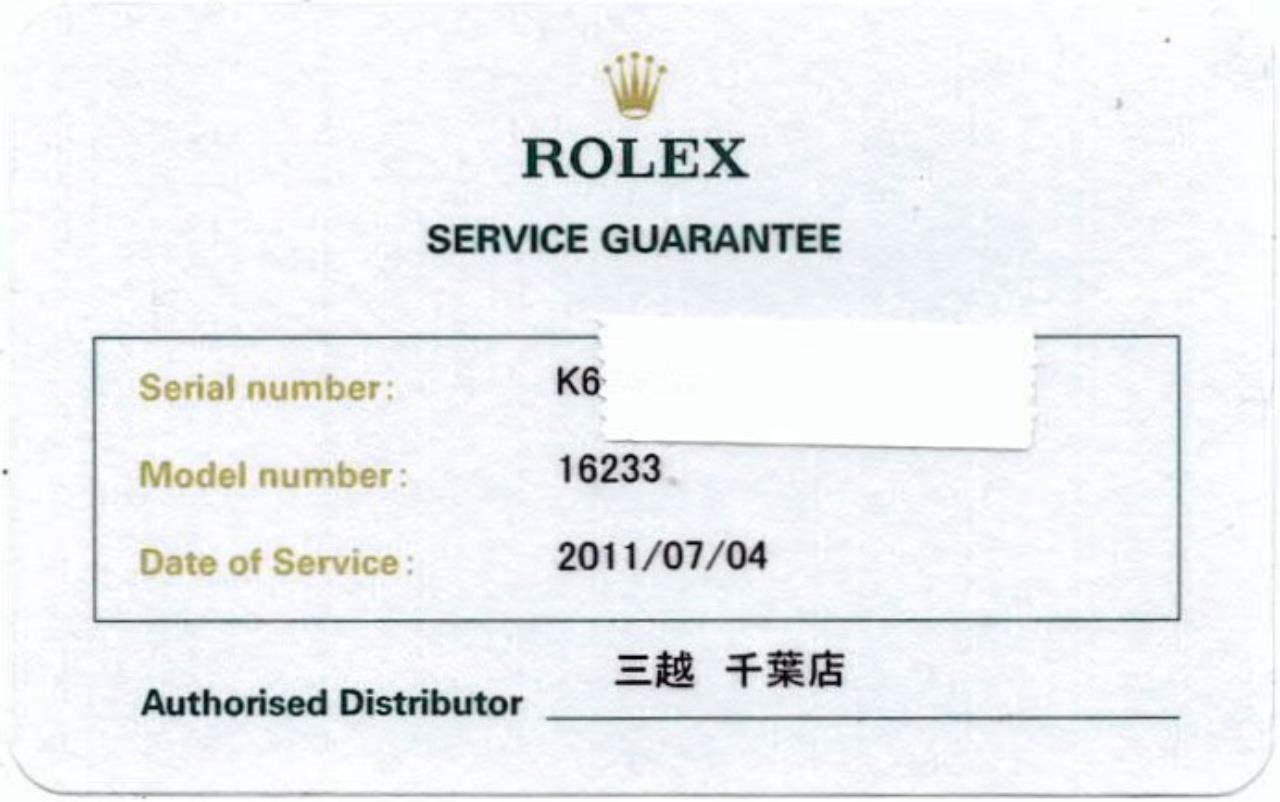 ROLEX
SERVICE GUARANTEE
Serial number: K6
Model number: 16233
Date of Service: 2011/07/04
三越 千葉店
Authorised Distributor